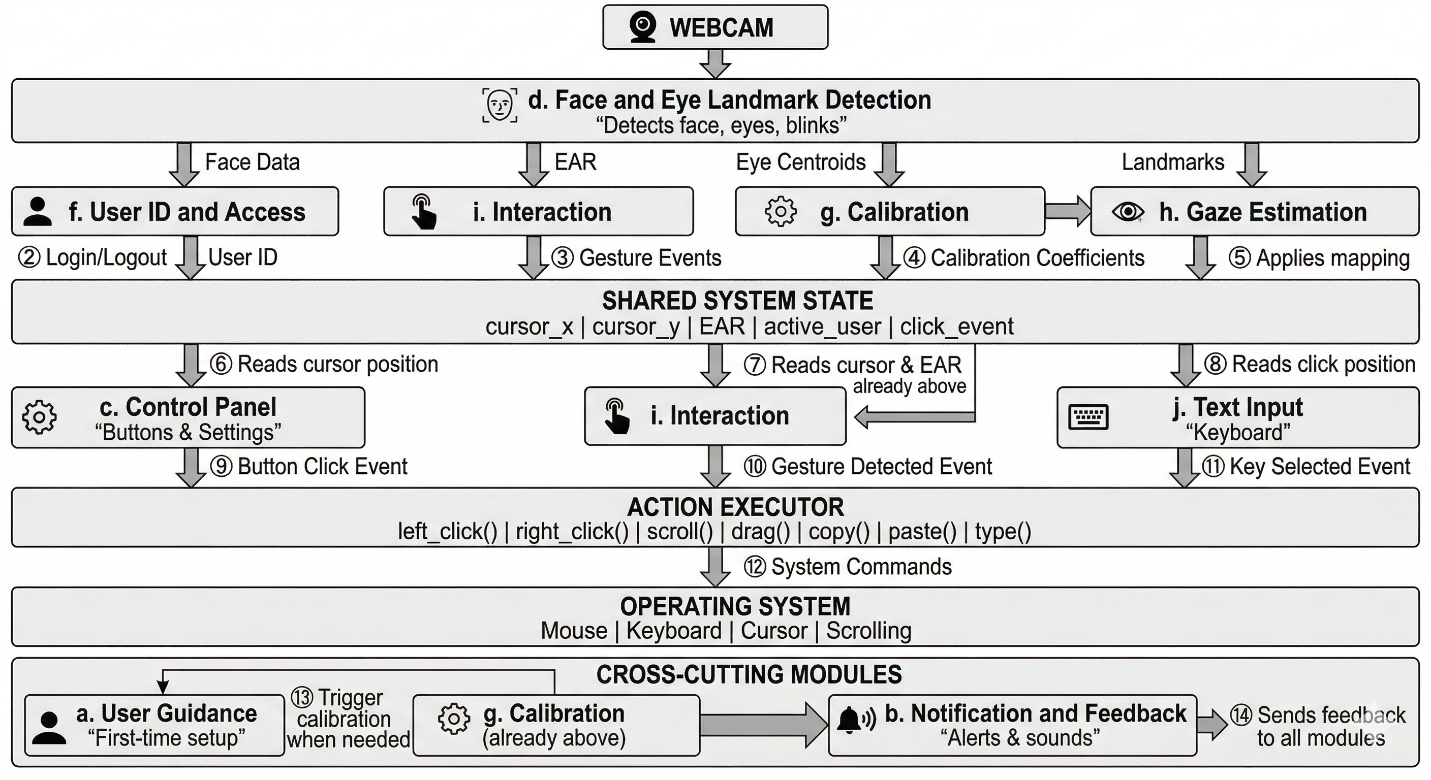 WEBCAM
d. Face and Eye Landmark Detection
“Detects face, eyes, blinks”
Face Data
EAR
Eye Centroids
Landmarks
f. User ID and Access
i. Interaction
g. Calibration
h. Gaze Estimation
② Login/Logout
User ID
③ Gesture Events
④ Calibration Coefficients
⑤ Applies mapping
SHARED SYSTEM STATE
cursor_x | cursor_y | EAR | active_user | click_event
⑥ Reads cursor position
⑦ Reads cursor & EAR
already above
⑧ Reads click position
c. Control Panel
“Buttons & Settings”
i. Interaction
j. Text Input
“Keyboard”
⑨ Button Click Event
⑩ Gesture Detected Event
⑪ Key Selected Event
ACTION EXECUTOR
left_click() | right_click() | scroll() | drag() | copy() | paste() | type()
⑫ System Commands
OPERATING SYSTEM
Mouse | Keyboard | Cursor | Scrolling
CROSS-CUTTING MODULES
a. User Guidance
“First-time setup”
⑬ Trigger
calibration
when needed
g. Calibration
(already above)
b. Notification and Feedback
“Alerts & sounds”
⑭ Sends feedback
to all modules